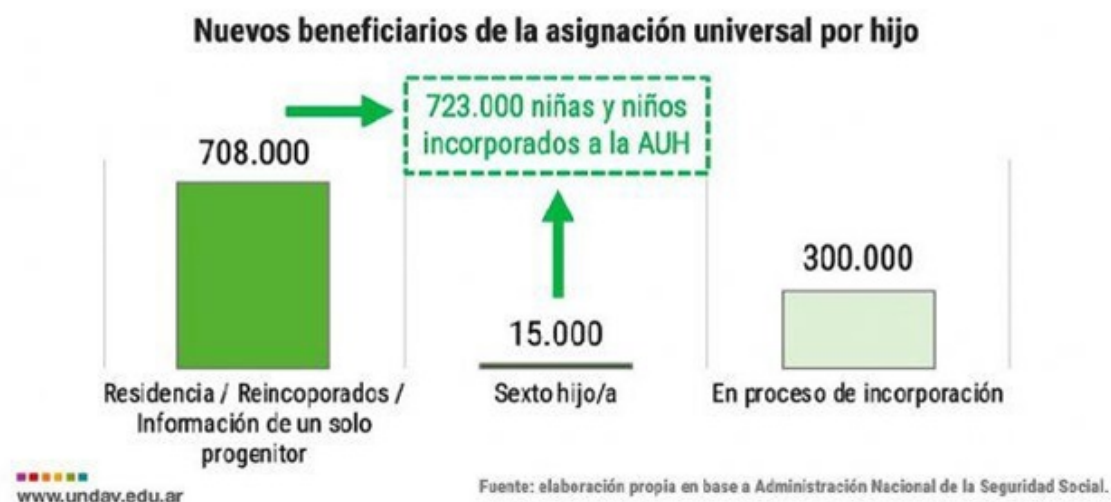 Nuevos beneficiarios de la asignación universal por hijo
723.000 niñas y niños
incorporados a la AUH
708.000
15.000
300.000
Residencia / Reincoporados /
Información de un solo
progenitor
Sexto hijo/a
En proceso de incorporación
www.undav.edu.ar
Fuente: elaboración propia en base a Administración Nacional de la Seguridad Social.